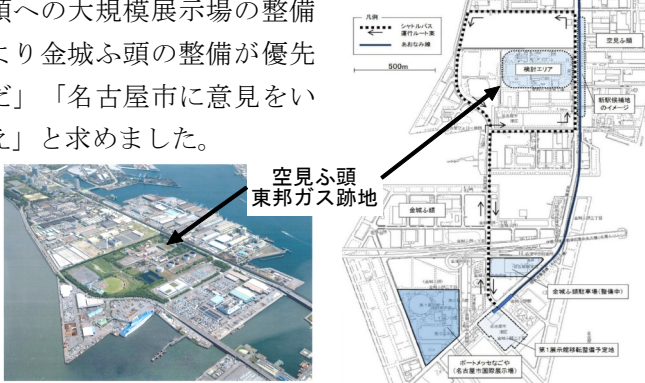 頭への大規模展示場の整備
より金城ふ頭の整備が優先
だ」「名古屋市に意見をい
え」と求めました。
空見ふ頭
東邦ガス跡地
凡例
シャトルバス
運行ルート案
あおなみ線
500m
検討エリア
空見ふ頭
新駅候補地
のイメージ
金城ふ頭
金城ふ頭駐車場(整備中)
第1展示館移転整備予定地
ポートメッセなごや
(名古屋市国際展示場)